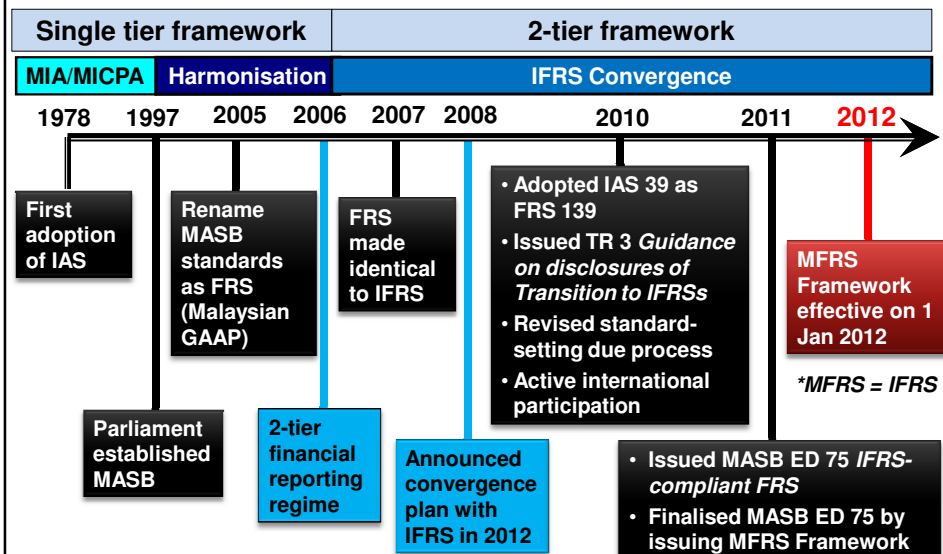 Single tier framework
2-tier framework
MIA/MICPA
Harmonisation
IFRS Convergence
1978
1997
2005
2006
2007
2008
2010
2011
2012
First
adoption
of IAS
Rename
MASB
standards
as FRS
(Malaysian
GAAP)
FRS
made
identical
to IFRS
• Adopted IAS 39 as
FRS 139
• Issued TR 3 Guidance
on disclosures of
Transition to IFRSs
• Revised standard-
setting due process
• Active international
participation
MFRS
Framework
effective on 1
Jan 2012
*MFRS = IFRS
Parliament
established
MASB
2-tier
financial
reporting
regime
Announced
convergence
plan with
IFRS in 2012
• Issued MASB ED 75 IFRS-
compliant FRS
• Finalised MASB ED 75 by
issuing MFRS Framework